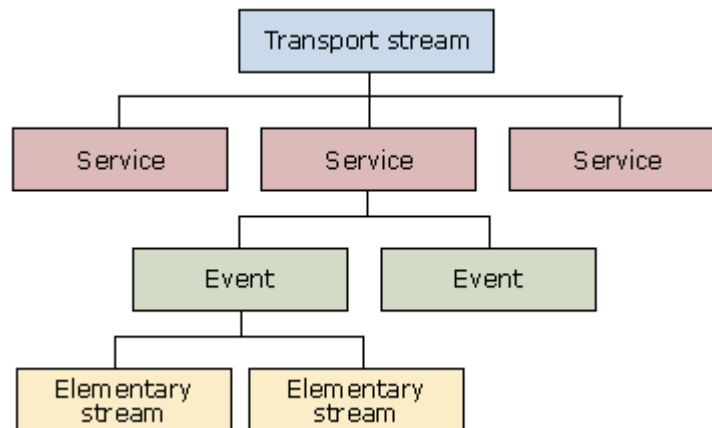 Transport stream
Service
Service
Service
Event
Event
Elementary
stream
Elementary
stream